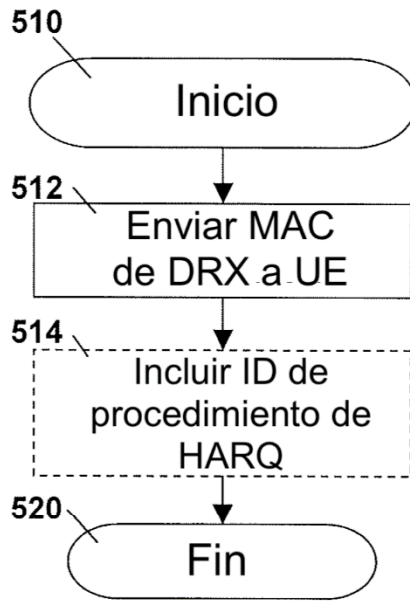 510
Inicio
512
Enviar MAC
de DRX a UE
514
Incluir ID de
procedimiento de
HARQ
520
Fin